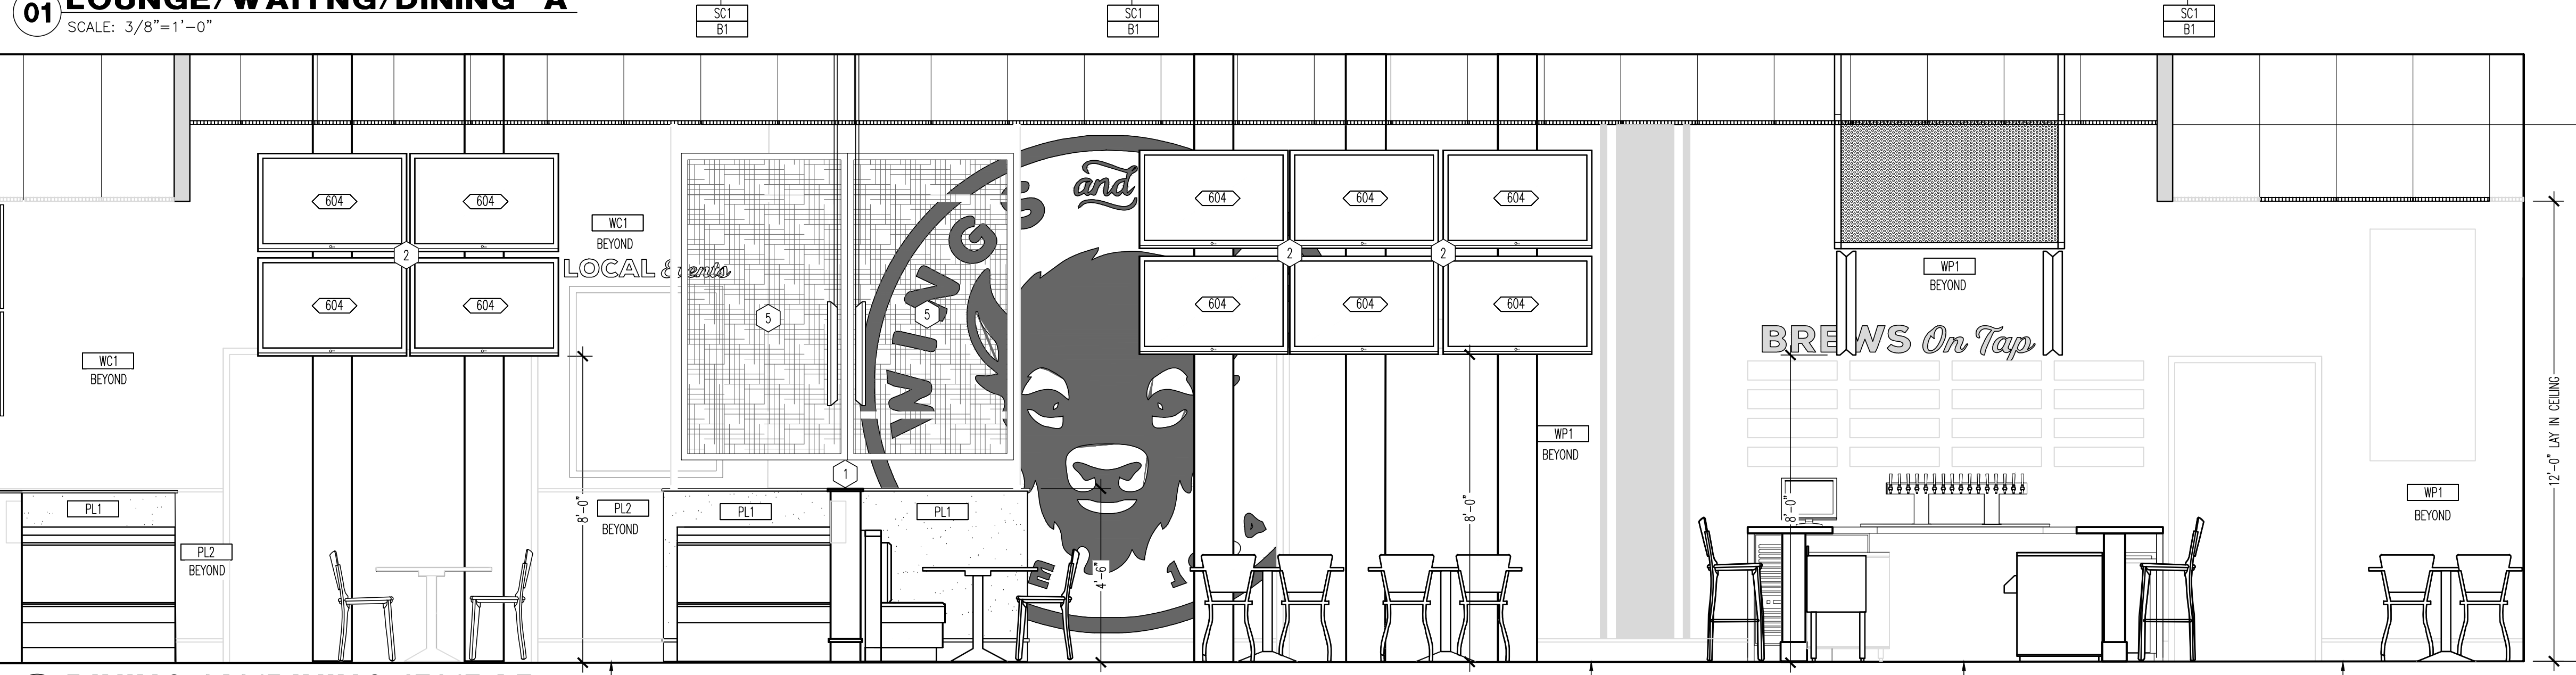 01 LOUNGE/WAITNG/DINING "A"
SCALE: 3/8"=1'-0"
SC1
B1
SC1
B1
SC1
B1
604
604
604
604
2
WC1
BEYOND
LOCAL Events
5
5
WINGS and
604
604
604
604
604
604
2
2
WP1
BEYOND
BREWS On Tap
WC1
BEYOND
1
WP1
BEYOND
12'-0" LAY IN CEILING
PL1
PL2
BEYOND
8'-0"
PL2
BEYOND
PL1
PL1
4'-6"
8'-0"
8'-0"
WP1
BEYOND